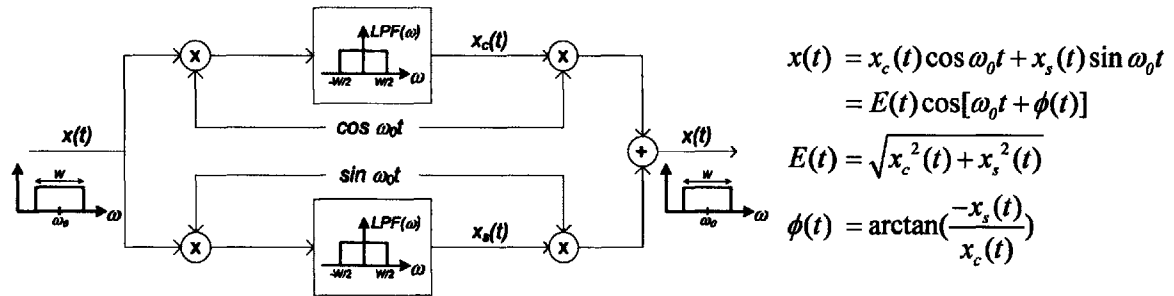 LPF(ω)
-W/2 W/2 ω
x_c(t)
X
X
cos ω₀t
x(t)
W
ω₀ ω
sin ω₀t
+
x(t)
W
ω₀ ω
LPF(ω)
-W/2 W/2 ω
x_s(t)
X
X
x(t) = x_c(t) cos ω₀t + x_s(t) sin ω₀t
= E(t) cos[ω₀t + φ(t)]
E(t) = √(x_c²(t) + x_s²(t))
φ(t) = arctan(-x_s(t)/x_c(t))